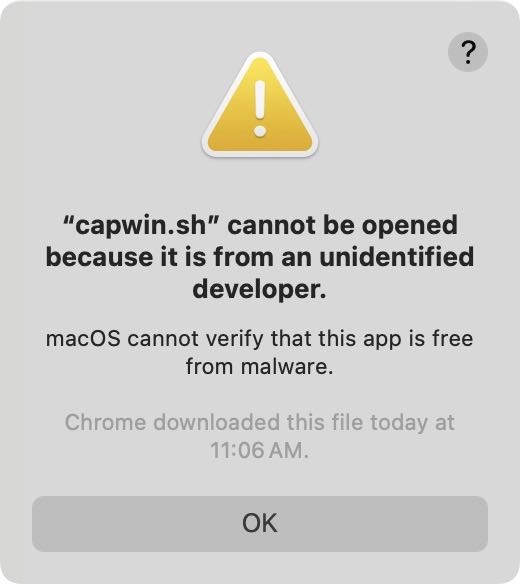 ?
“capwin.sh” cannot be opened
because it is from an unidentified
developer.
macOS cannot verify that this app is free
from malware.
Chrome downloaded this file today at
11:06 AM.
OK